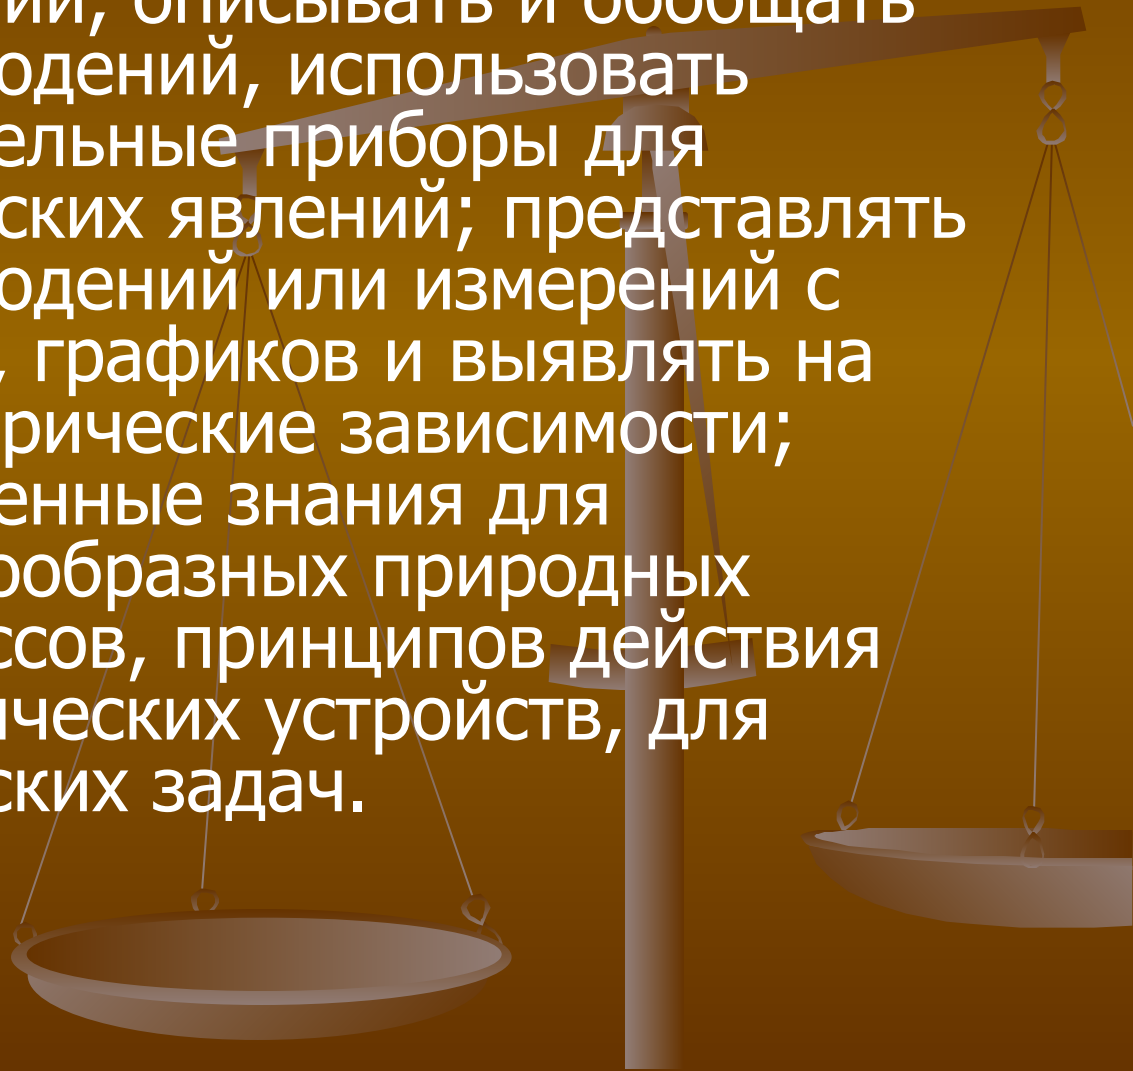 ий, описывать и обобщать
одений, использовать
ельные приборы для
ских явлений; представлять
одений или измерений с
, графиков и выявлять на
рические зависимости;
енные знания для
ообразных природных
ссов, принципов действия
ических устройств, для
ских задач.